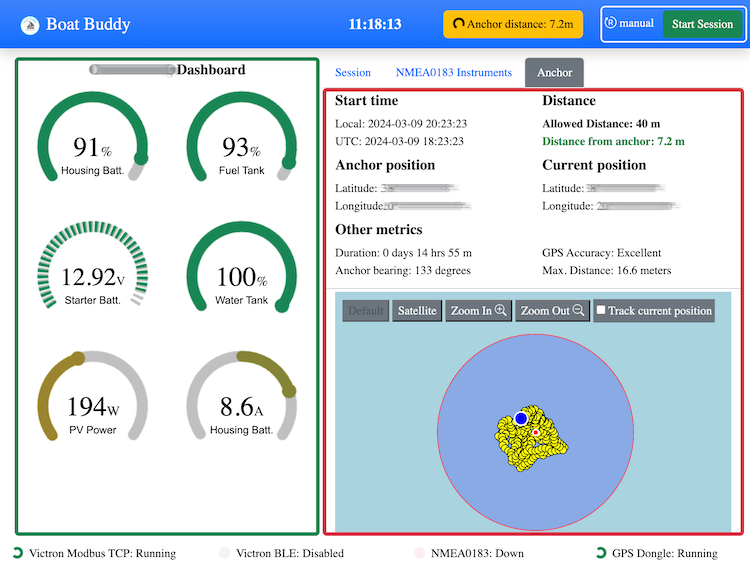 Boat Buddy
11:18:13
Anchor distance: 7.2m
manual
Start Session
Dashboard
91%
Housing Batt.
93%
Fuel Tank
12.92V
Starter Batt.
100%
Water Tank
194W
PV Power
8.6A
Housing Batt.
Session
NMEA0183 Instruments
Anchor
Start time
Local: 2024-03-09 20:23:23
UTC: 2024-03-09 18:23:23
Distance
Allowed Distance: 40 m
Distance from anchor: 7.2 m
Anchor position
Latitude:
Longitude:
Current position
Latitude:
Longitude:
Other metrics
Duration: 0 days 14 hrs 55 m
Anchor bearing: 133 degrees
GPS Accuracy: Excellent
Max. Distance: 16.6 meters
Default
Satellite
Zoom In
Zoom Out
Track current position
Victron Modbus TCP: Running
Victron BLE: Disabled
NMEA0183: Down
GPS Dongle: Running